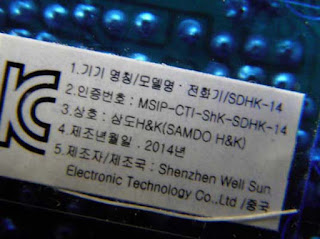 1.기기 명칭/모델명 : 전화기/SDHK-14
2.인증번호 : MSIP-CTI-ShK-SDHK-14
3.상호 : 삼도H&K(SAMDO H&K)
4.제조년월일 . 2014년
5.제조자/제조국 : Shenzhen Well Sun
Electronic Technology Co.,Ltd /중국